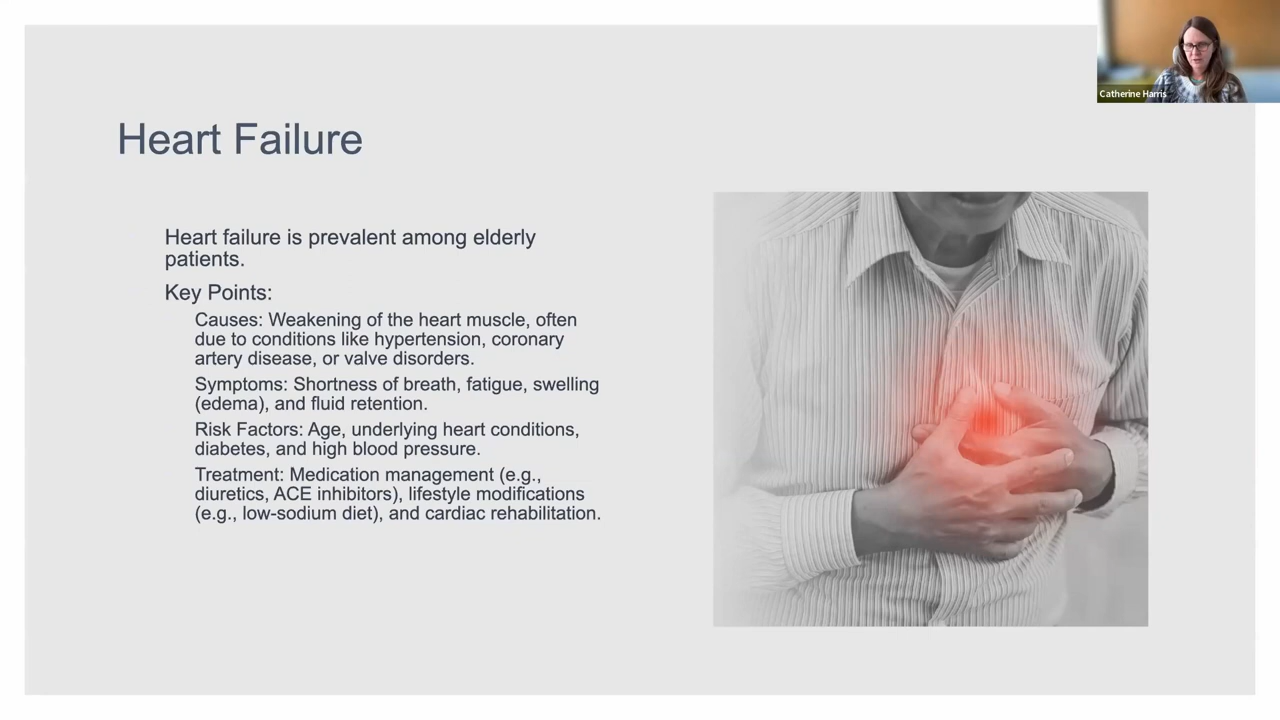 Catherine Harris
Heart Failure
Heart failure is prevalent among elderly
patients.
Key Points:
Causes: Weakening of the heart muscle, often
due to conditions like hypertension, coronary
artery disease, or valve disorders.
Symptoms: Shortness of breath, fatigue, swelling
(edema), and fluid retention.
Risk Factors: Age, underlying heart conditions,
diabetes, and high blood pressure.
Treatment: Medication management (e.g.,
diuretics, ACE inhibitors), lifestyle modifications
(e.g., low-sodium diet), and cardiac rehabilitation.